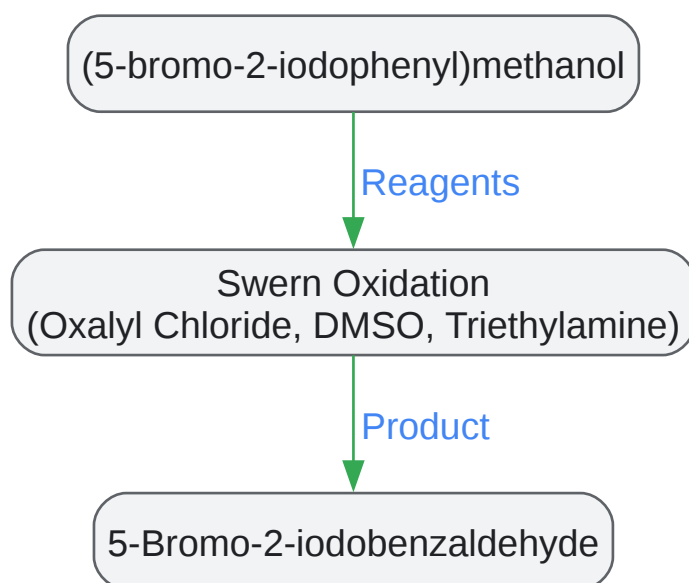 (5-bromo-2-iodophenyl)methanol
Reagents
Swern Oxidation
(Oxalyl Chloride, DMSO, Triethylamine)
Product
5-Bromo-2-iodobenzaldehyde